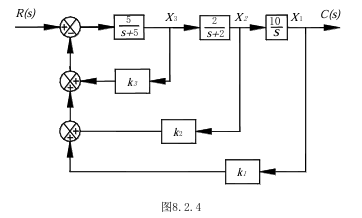 R(s) + 5/(s+5) X₃ 2/(s+2) X₂ 10/s X₁ C(s)
+ + k₃
+ + k₂
k₁
图8.2.4